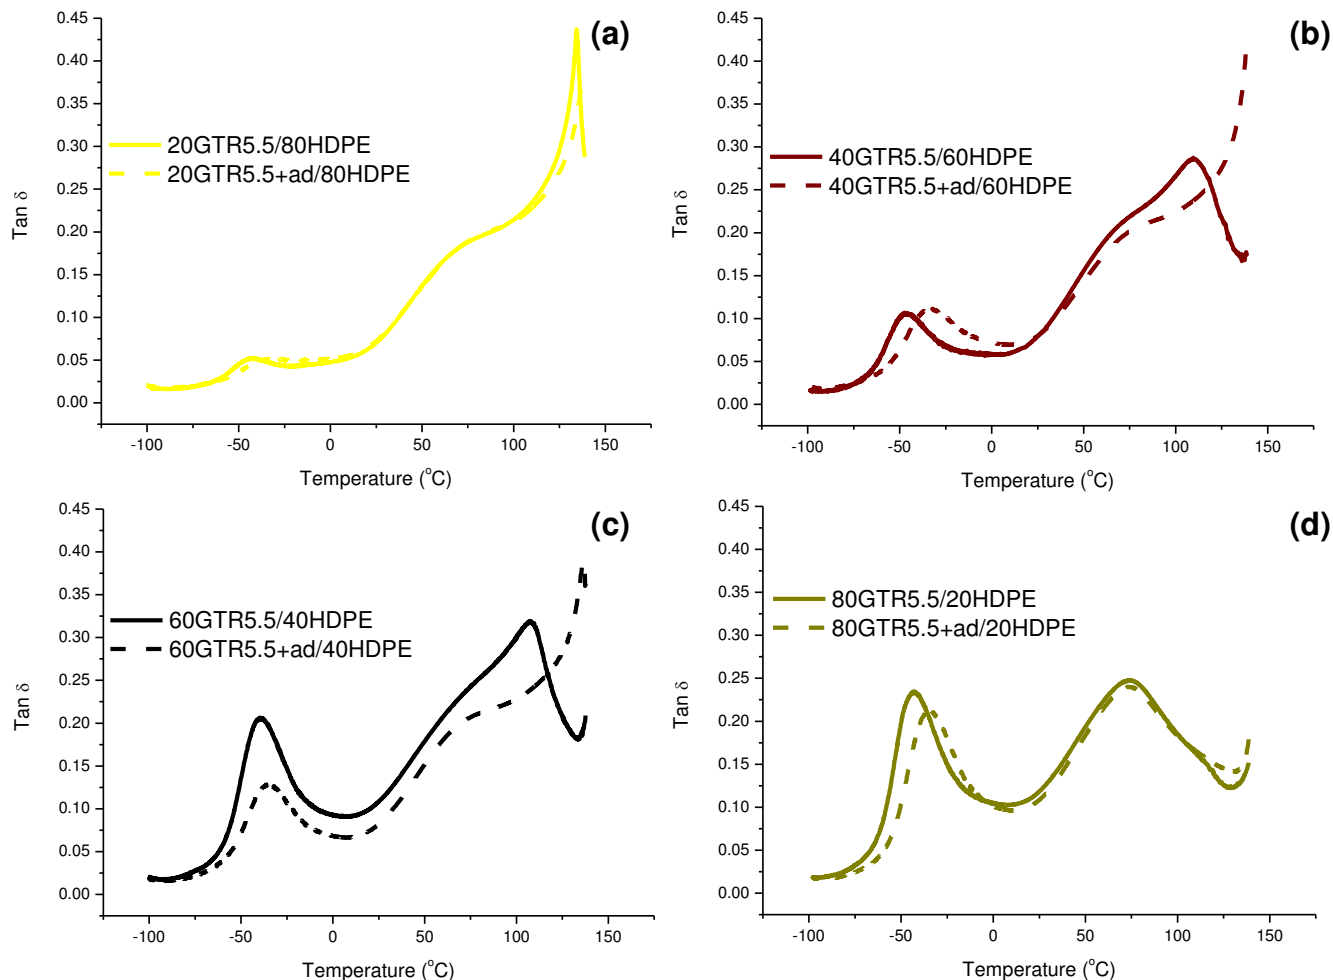 (a)
0.45
0.40
0.35
0.30
0.25
0.20
0.15
0.10
0.05
0.00
Tan δ
20GTR5.5/80HDPE
20GTR5.5+ad/80HDPE
-100 -50 0 50 100 150
Temperature (°C)
(b)
0.45
0.40
0.35
0.30
0.25
0.20
0.15
0.10
0.05
0.00
Tan δ
40GTR5.5/60HDPE
40GTR5.5+ad/60HDPE
-100 -50 0 50 100 150
Temperature (°C)
(c)
0.45
0.40
0.35
0.30
0.25
0.20
0.15
0.10
0.05
0.00
Tan δ
60GTR5.5/40HDPE
60GTR5.5+ad/40HDPE
-100 -50 0 50 100 150
Temperature (°C)
(d)
0.45
0.40
0.35
0.30
0.25
0.20
0.15
0.10
0.05
0.00
Tan δ
80GTR5.5/20HDPE
80GTR5.5+ad/20HDPE
-100 -50 0 50 100 150
Temperature (°C)